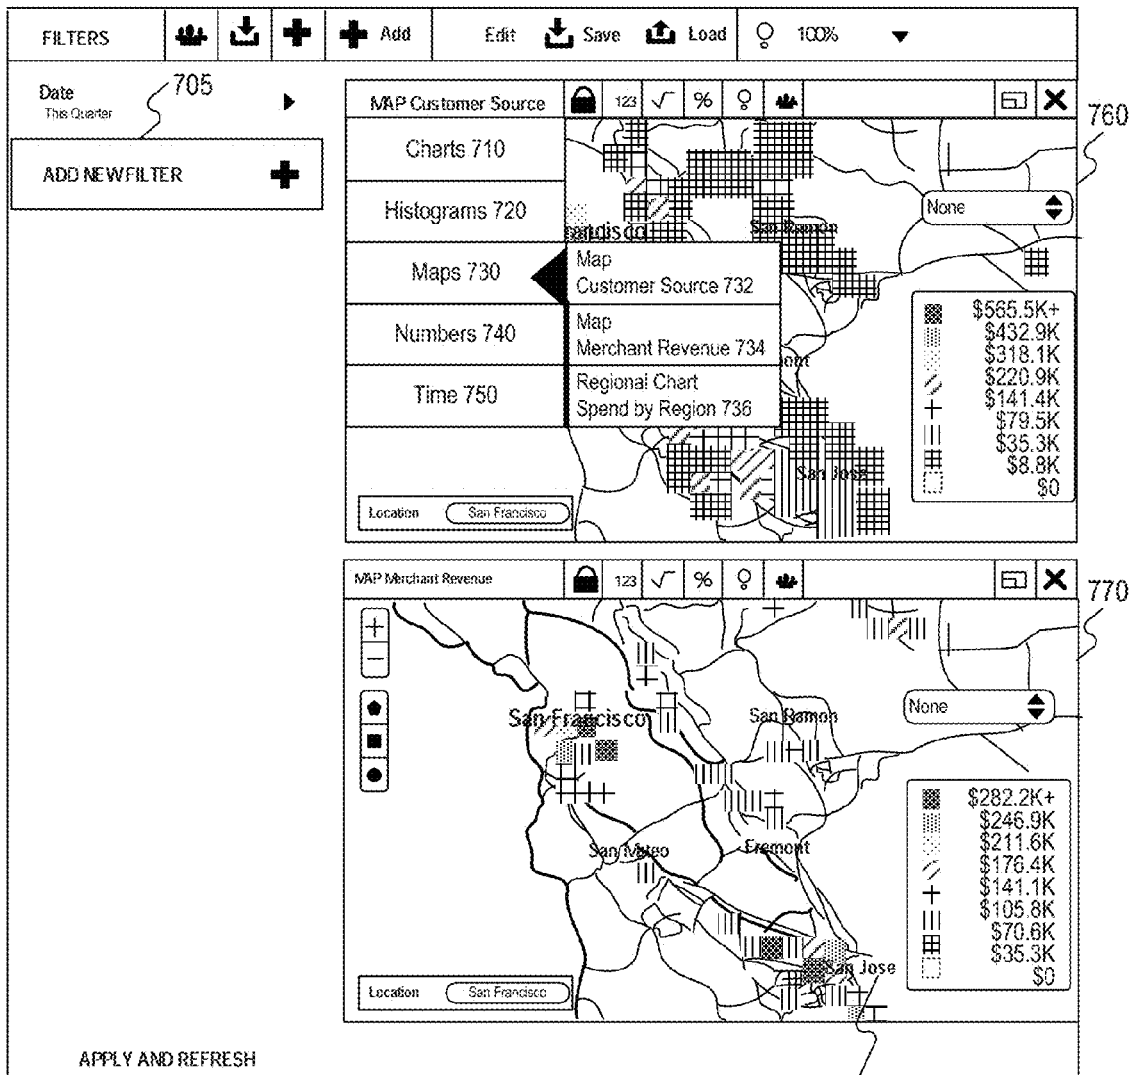 FILTERS
Add
Edit
Save
Load
100%
Date
This Quarter
705
ADD NEW FILTER
MAP Customer Source
123
%
760
Charts 710
Histograms 720
Maps 730
Numbers 740
Time 750
Map
Customer Source 732
Map
Merchant Revenue 734
Regional Chart
Spend by Region 736
San Ramon
San Jose
None
$565.5K+
$432.9K
$318.1K
$220.9K
$141.4K
$79.5K
$35.3K
$8.8K
$0
Location
San Francisco
MAP Merchant Revenue
123
%
770
San Francisco
San Ramon
None
San Mateo
Fremont
San Jose
$282.2K+
$246.9K
$211.6K
$176.4K
$141.1K
$105.8K
$70.6K
$35.3K
$0
Location
San Francisco
APPLY AND REFRESH